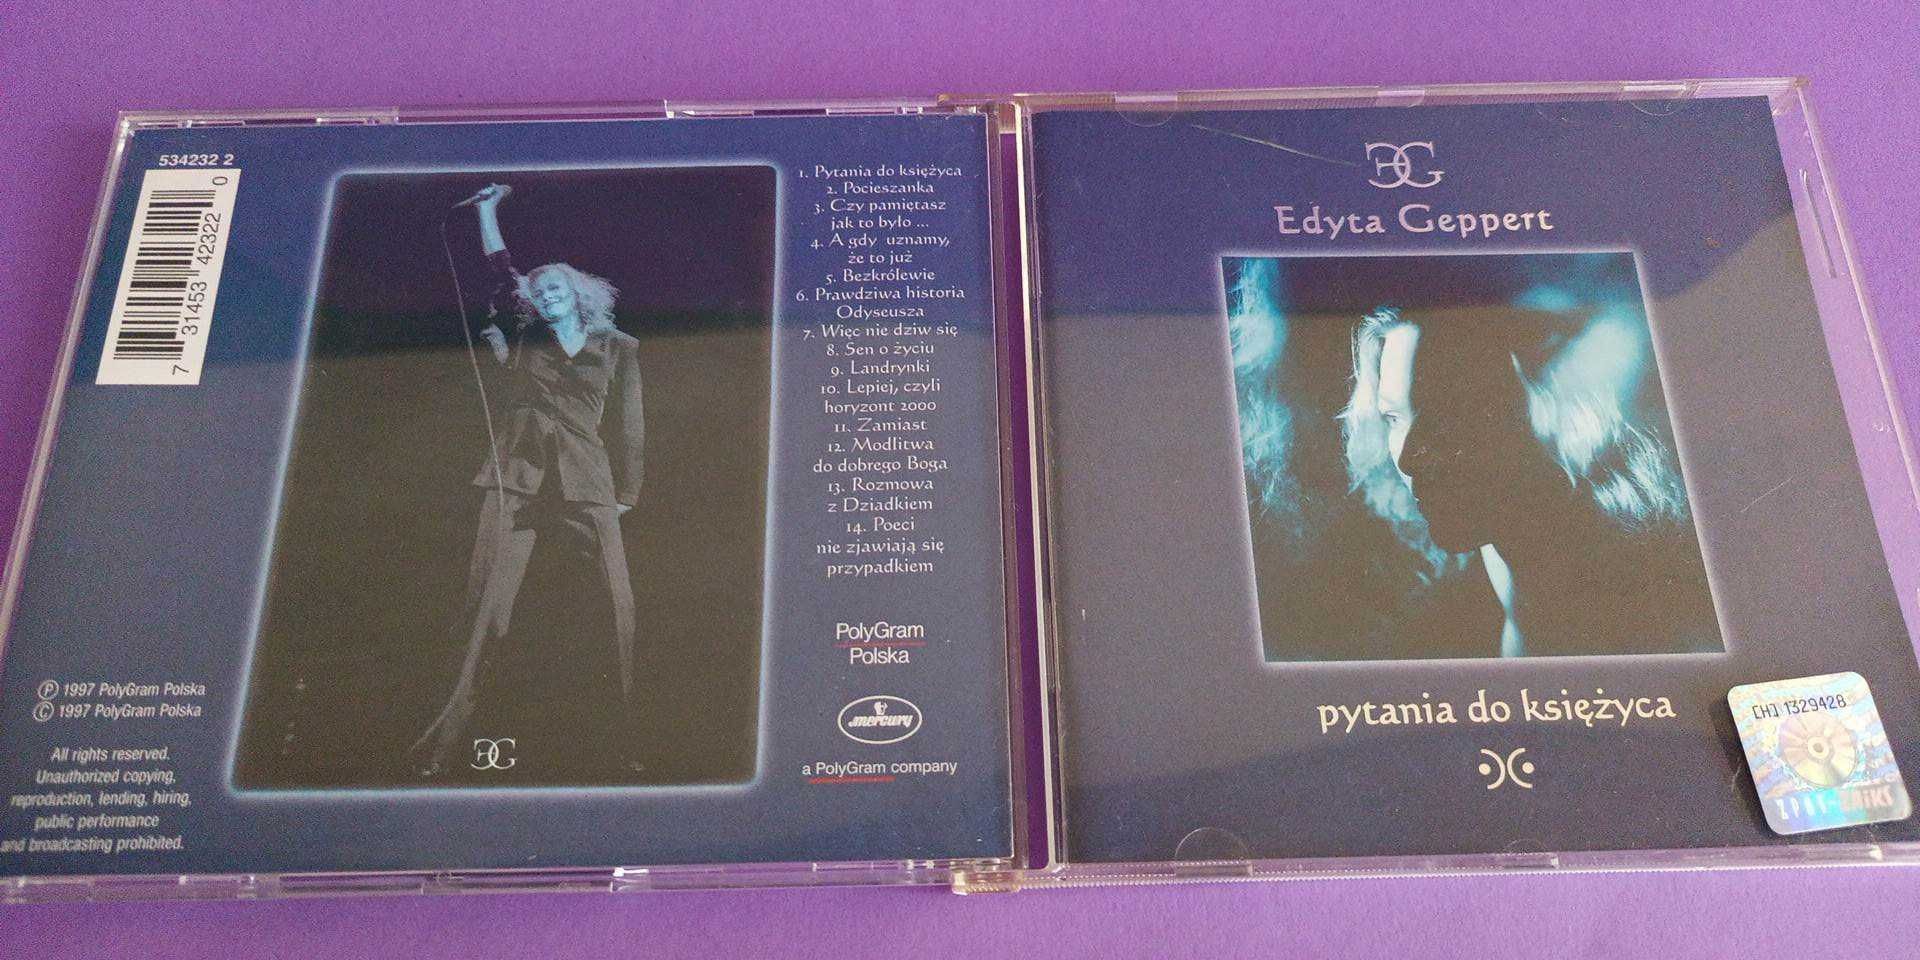 534232 2
7 31453 42322 0
1. Pytania do księżyca
2. Pocieszanka
3. Czy pamiętasz
jak to było ...
4. A gdy uznamy,
że to już
5. Bezkrólewie
6. Prawdziwa historia
Odyseusza
7. Więc nie dziw się
8. Sen o życiu
9. Landrynki
10. Lepiej, czyli
horyzont 2000
11. Zamiast
12. Modlitwa
do dobrego Boga
13. Rozmowa
z Dziadkiem
14. Poeci
nie zjawiają się
przypadkiem
PolyGram
Polska
mercury
a PolyGram company
Ⓟ 1997 PolyGram Polska
© 1997 PolyGram Polska
All rights reserved.
Unauthorized copying,
reproduction, lending, hiring,
public performance
and broadcasting prohibited.
EG
EG
Edyta Geppert
pytania do księżyca
CHJ 1329428
ZPAV-ZAiKS